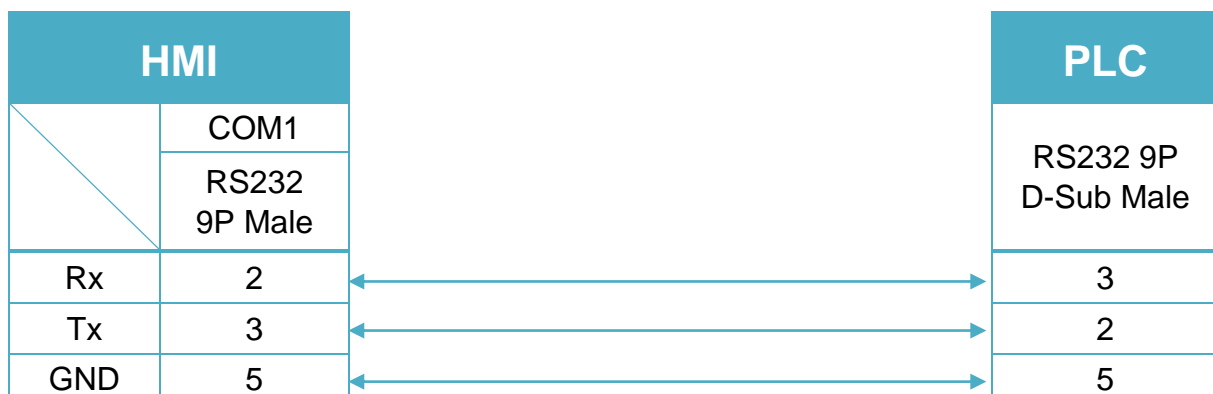 HMI
PLC
COM1
RS232
9P Male
RS232 9P
D-Sub Male
Rx 2 3
Tx 3 2
GND 5 5